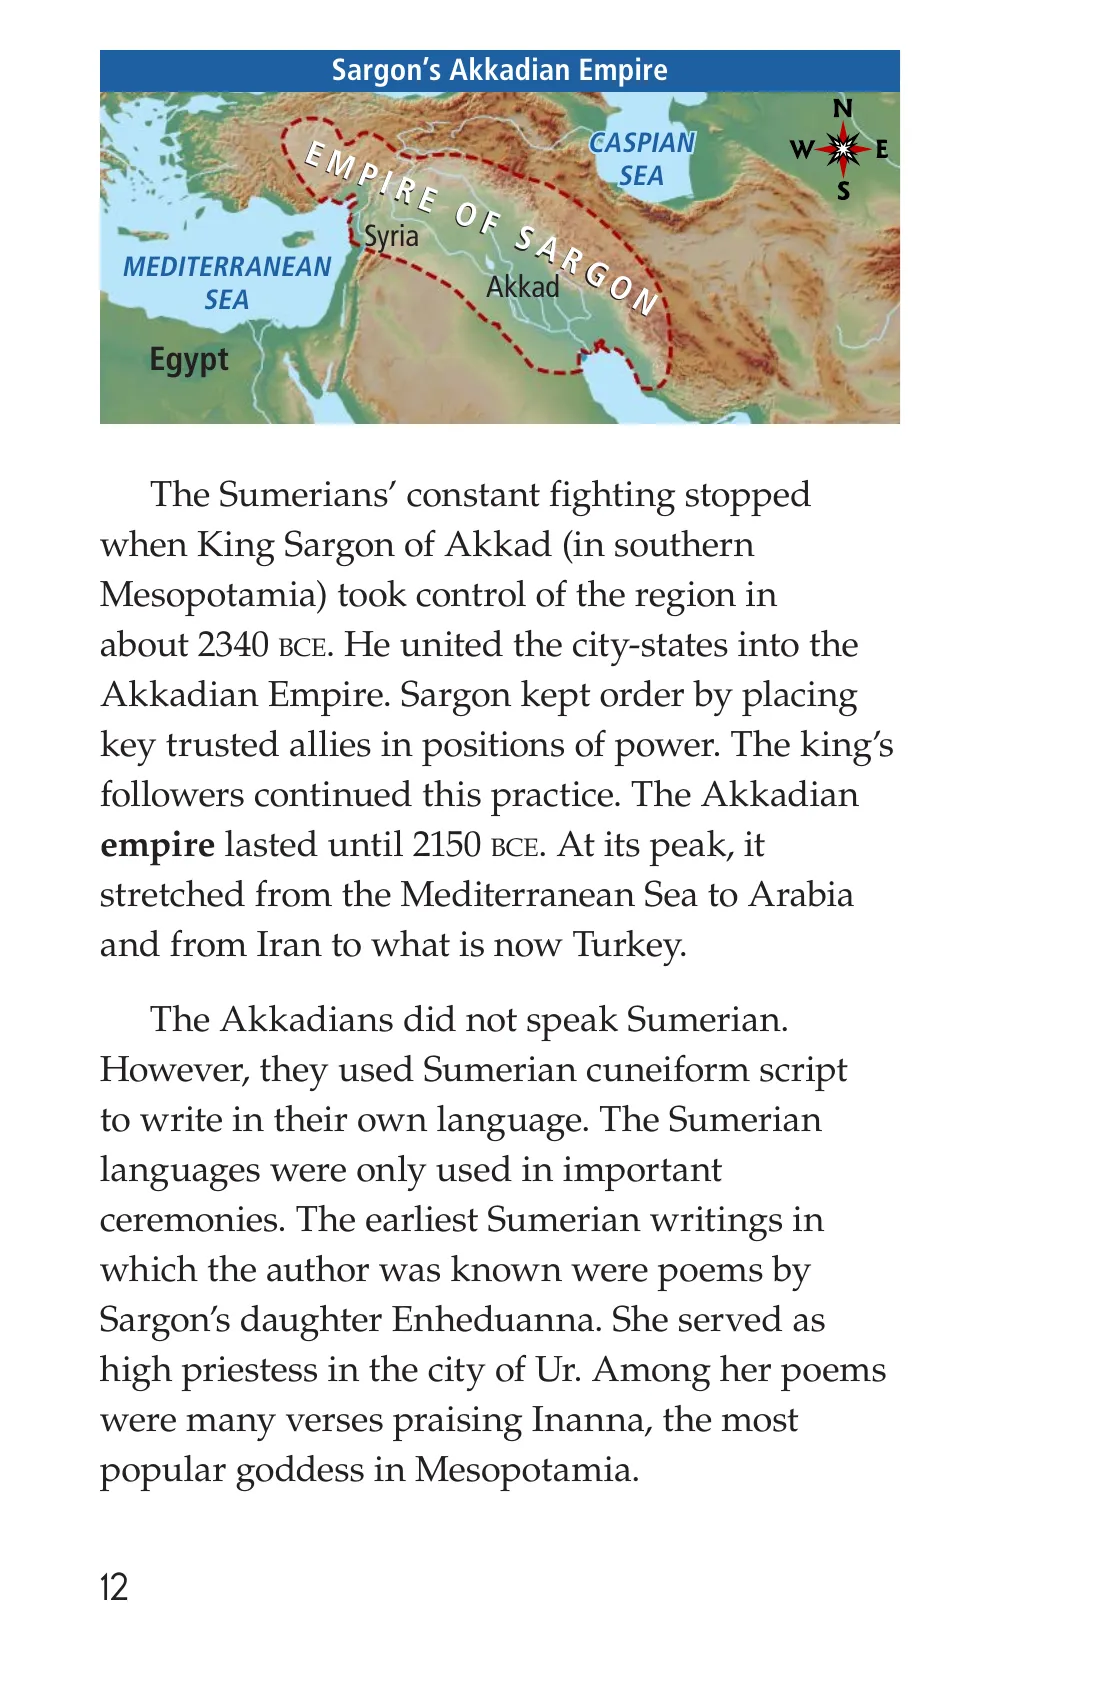 Sargon’s Akkadian Empire
N
W E
S
CASPIAN
SEA
EMPIRE OF SARGON
Syria
Akkad
MEDITERRANEAN
SEA
Egypt
The Sumerians’ constant fighting stopped
when King Sargon of Akkad (in southern
Mesopotamia) took control of the region in
about 2340 BCE. He united the city-states into the
Akkadian Empire. Sargon kept order by placing
key trusted allies in positions of power. The king’s
followers continued this practice. The Akkadian
empire lasted until 2150 BCE. At its peak, it
stretched from the Mediterranean Sea to Arabia
and from Iran to what is now Turkey.
The Akkadians did not speak Sumerian.
However, they used Sumerian cuneiform script
to write in their own language. The Sumerian
languages were only used in important
ceremonies. The earliest Sumerian writings in
which the author was known were poems by
Sargon’s daughter Enheduanna. She served as
high priestess in the city of Ur. Among her poems
were many verses praising Inanna, the most
popular goddess in Mesopotamia.
12